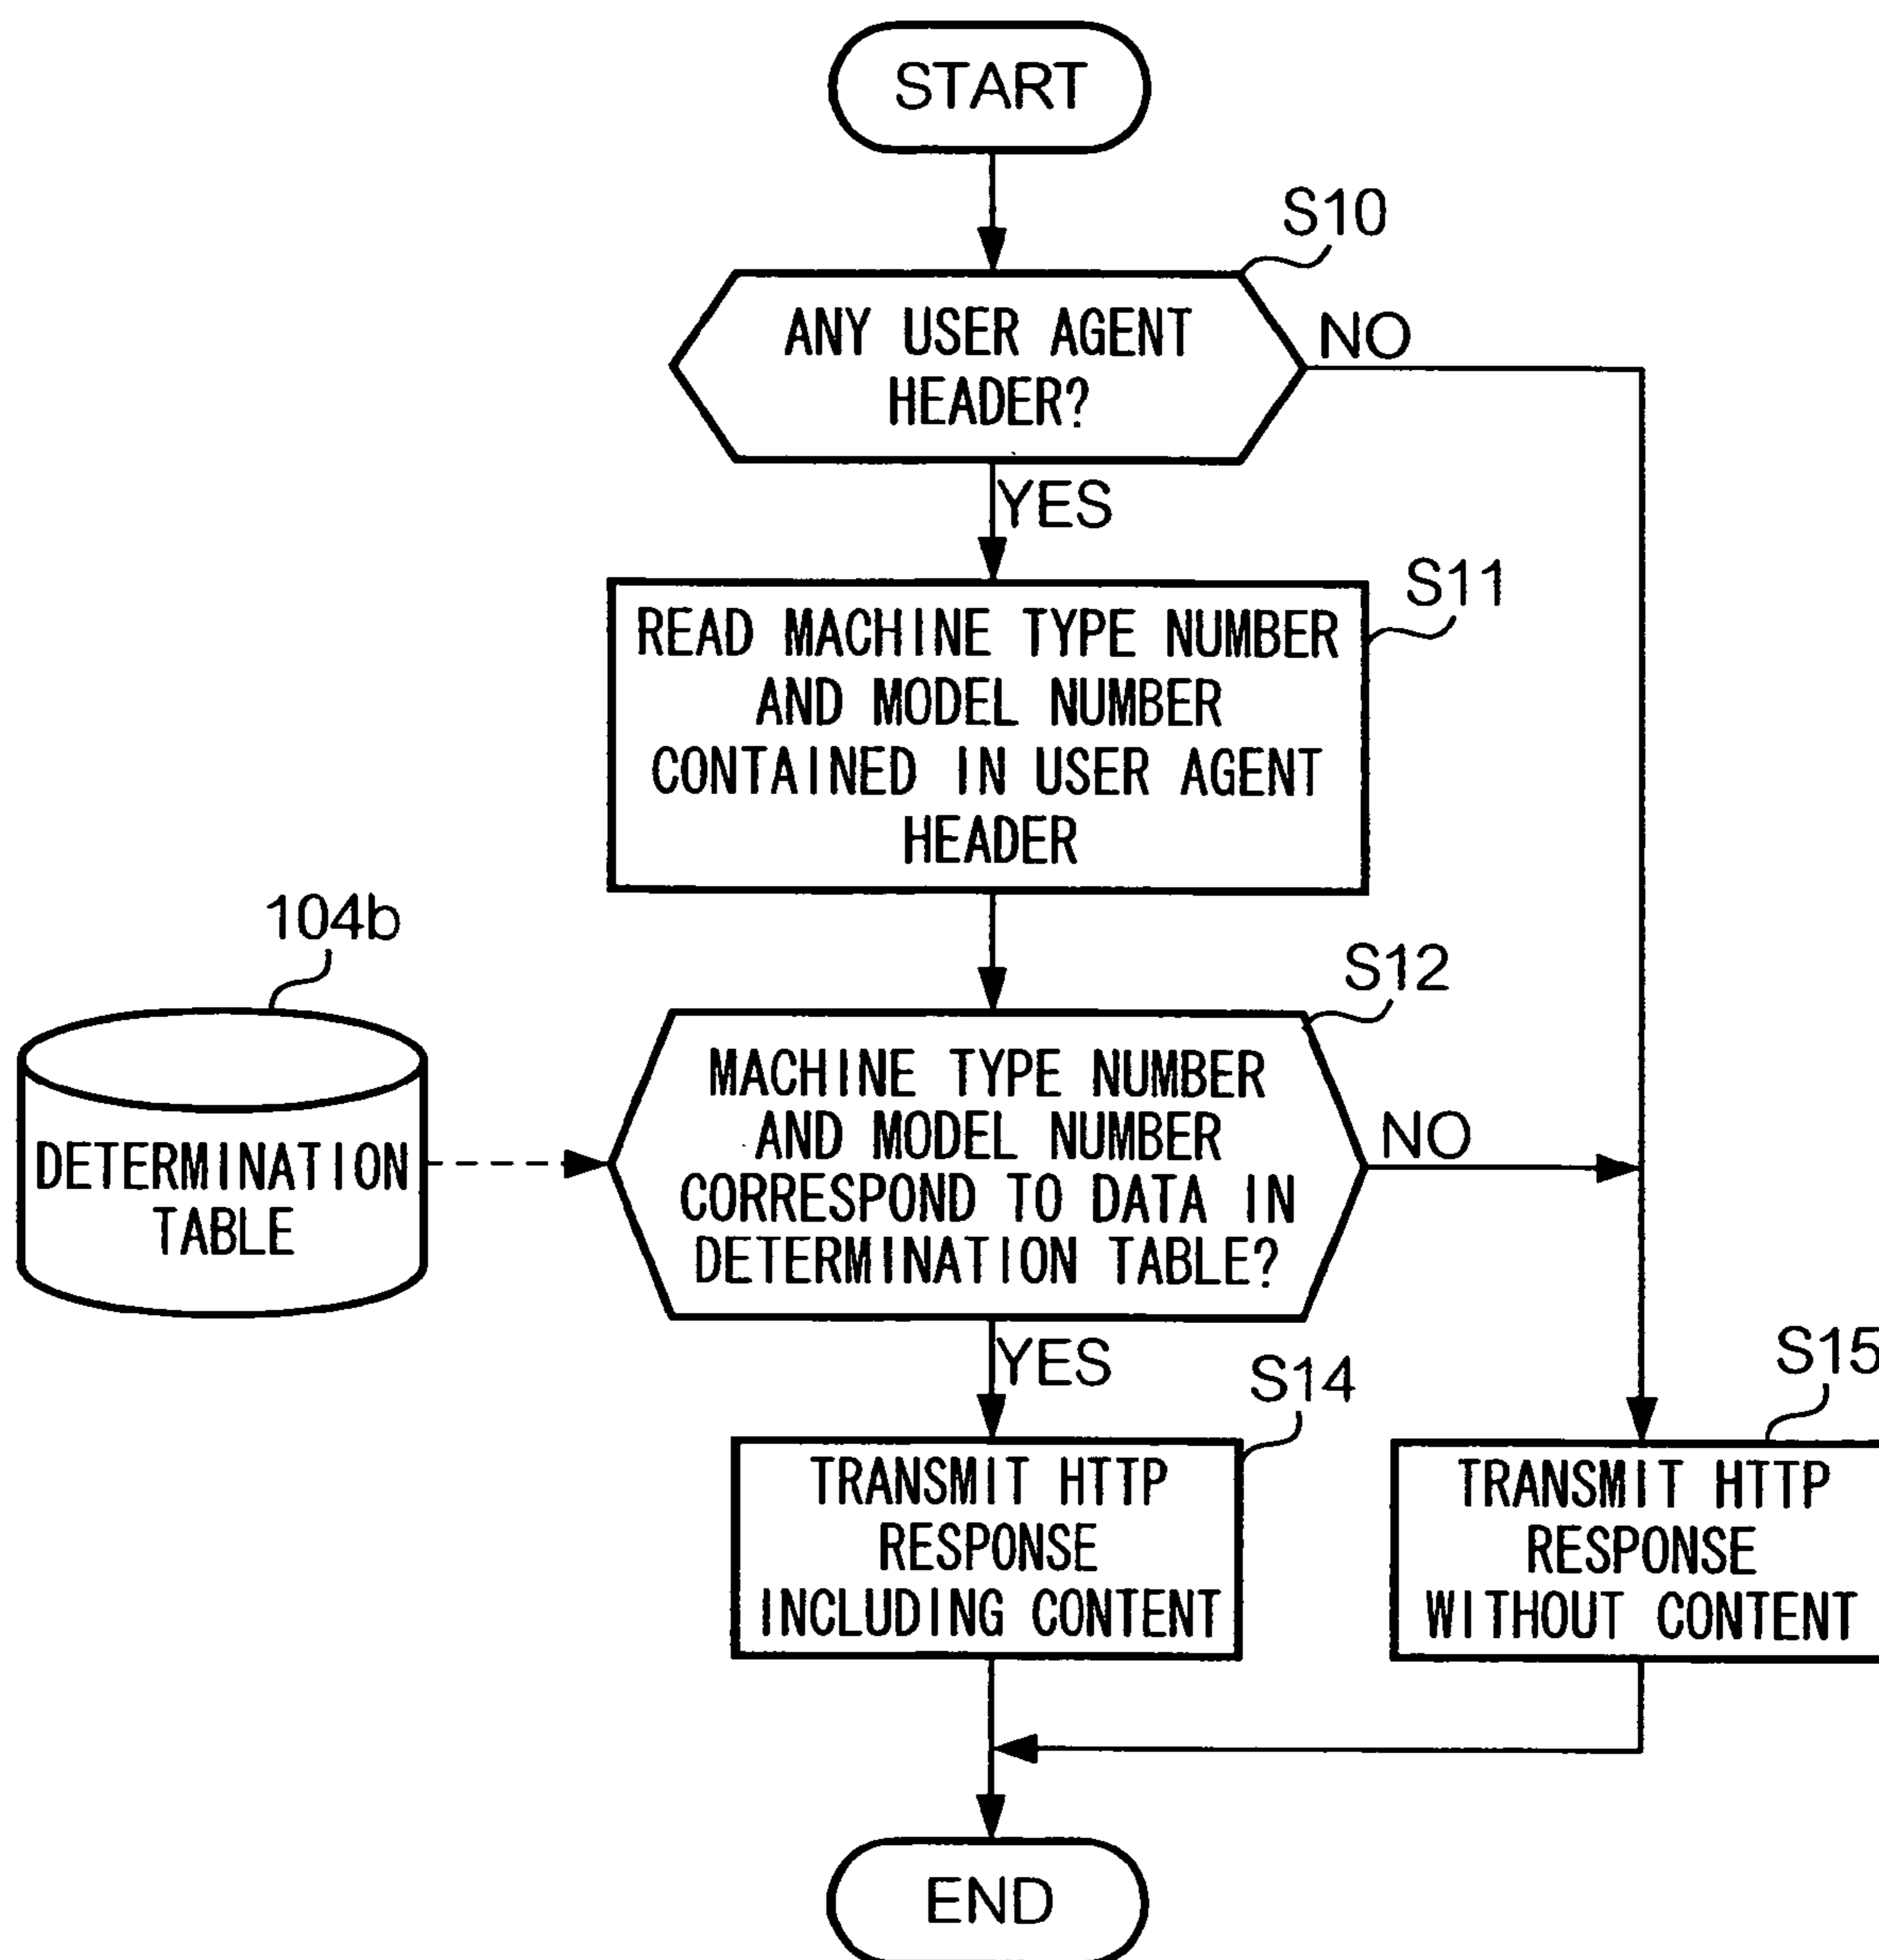 START
S10
ANY USER AGENT
HEADER?
NO
YES
S11
READ MACHINE TYPE NUMBER
AND MODEL NUMBER
CONTAINED IN USER AGENT
HEADER
104b
DETERMINATION
TABLE
S12
MACHINE TYPE NUMBER
AND MODEL NUMBER
CORRESPOND TO DATA IN
DETERMINATION TABLE?
NO
YES
S14
TRANSMIT HTTP
RESPONSE
INCLUDING CONTENT
S15
TRANSMIT HTTP
RESPONSE
WITHOUT CONTENT
END